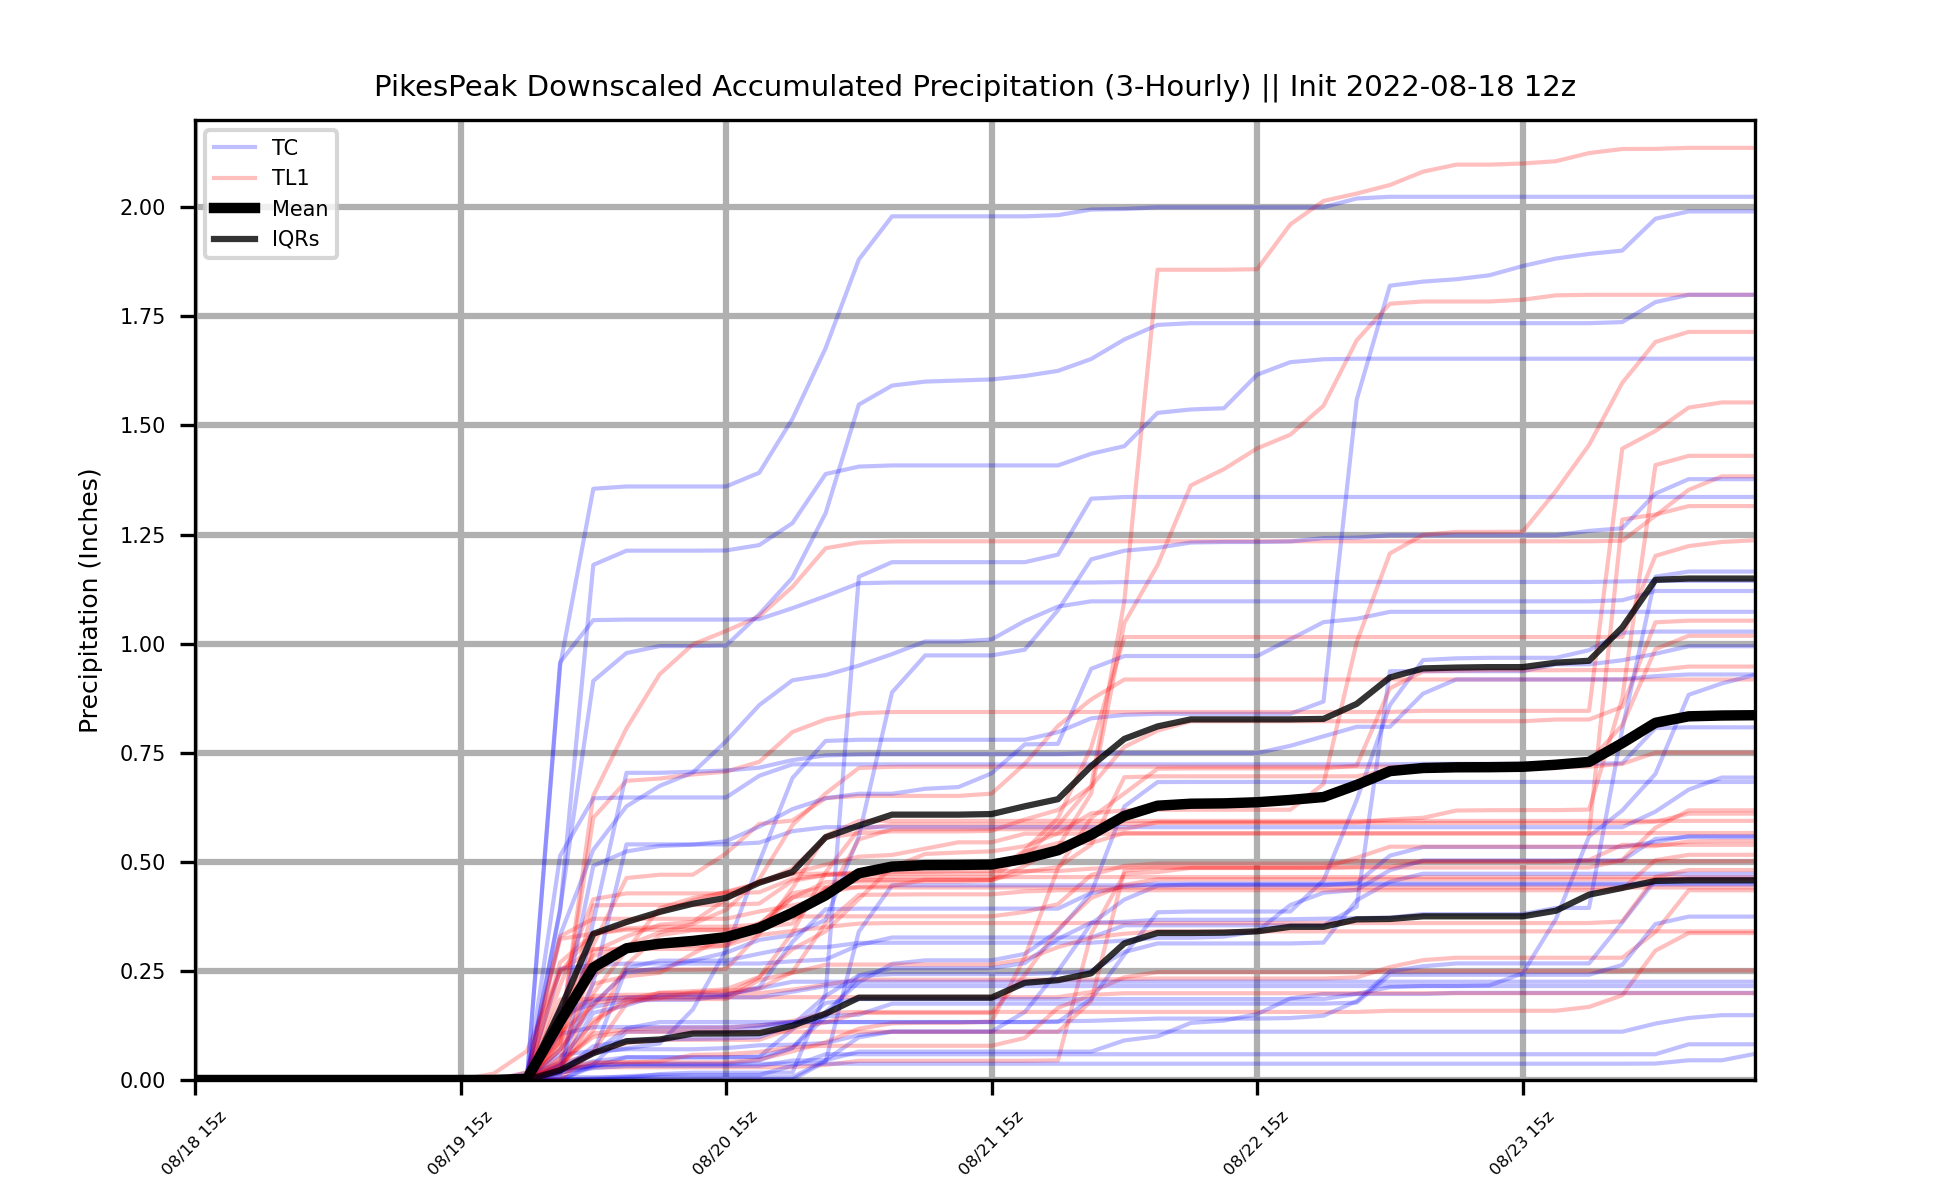 PikesPeak Downscaled Accumulated Precipitation (3-Hourly) || Init 2022-08-18 12z
TC
TL1
Mean
IQRs
Precipitation (Inches)
2.00
1.75
1.50
1.25
1.00
0.75
0.50
0.25
0.00
08/18 15z
08/19 15z
08/20 15z
08/21 15z
08/22 15z
08/23 15z